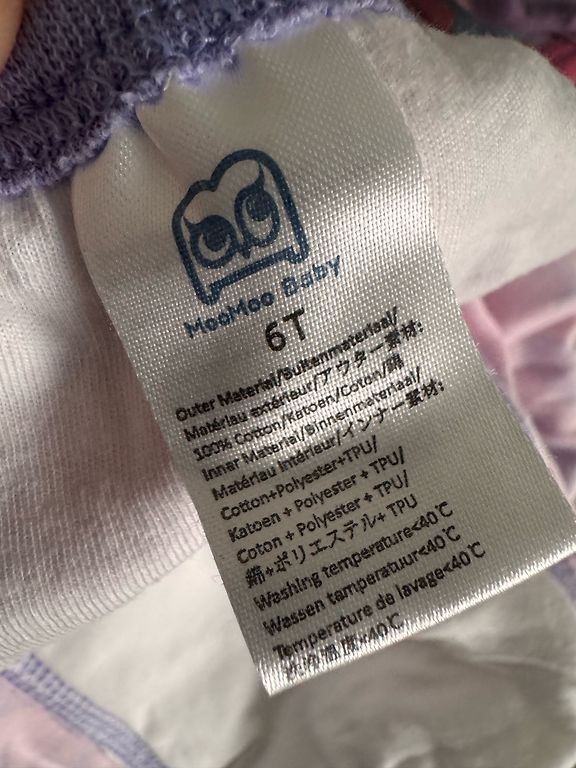 MooMoo BaBY
6T
Outer Material/Buitenmateriaal/
Matériau extérieur/アウター素材:
100% Cotton/Katoen/Coton/綿
Inner Material/Binnenmateriaal/
Matériau Intérieur/インナー素材:
Cotton+Polyester+TPU/
Katoen + Polyester + TPU/
Coton + Polyester + TPU/
綿+ポリエステル+ TPU
Washing temperature<40℃
Wassen tamperatuur<40℃
Temperature de lavage<40℃
洗浄温度<40℃